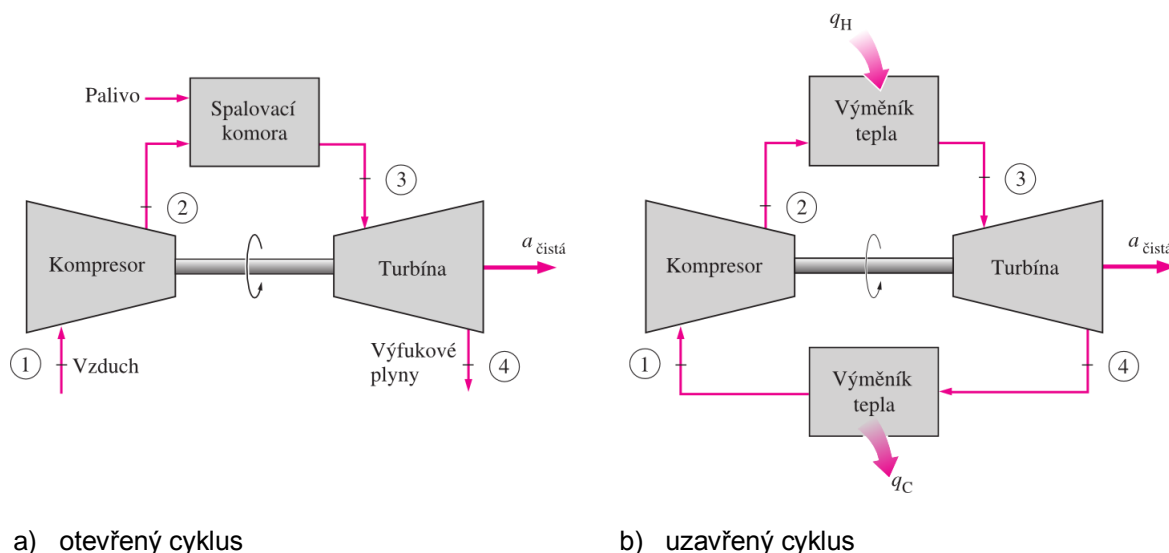 Palivo
Spalovací
komora
2
3
Kompresor
Turbína
a čistá
1
Vzduch
Výfukové
plyny
4
a) otevřený cyklus
q_H
Výměník
tepla
2
3
Kompresor
Turbína
a čistá
1
Výměník
tepla
4
q_C
b) uzavřený cyklus